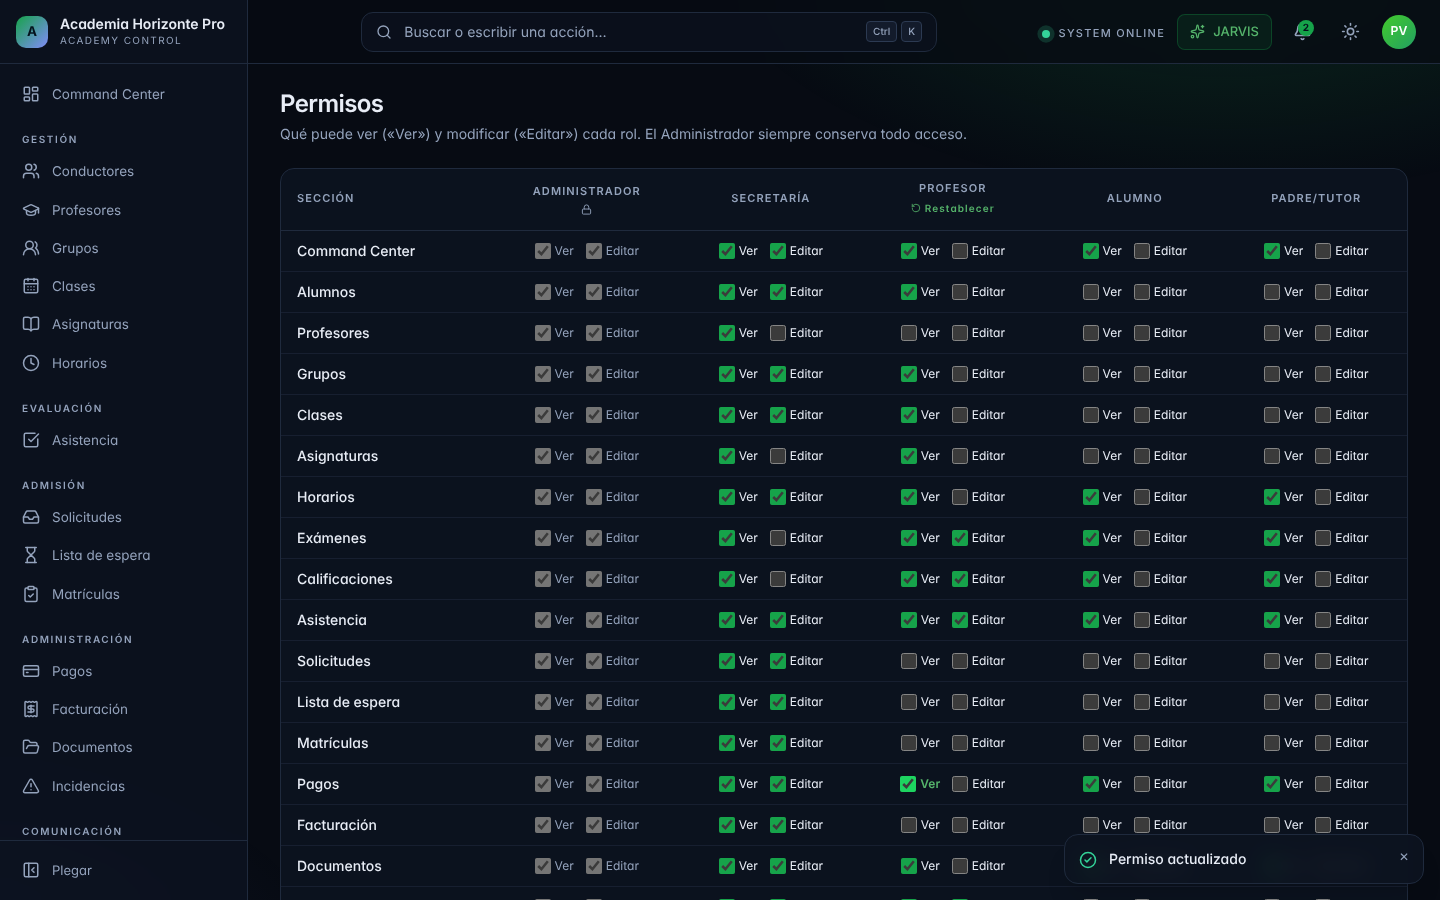 A
Academia Horizonte Pro
ACADEMY CONTROL
Buscar o escribir una acción...
Ctrl K
SYSTEM ONLINE
JARVIS
2
PV
Command Center
GESTIÓN
Conductores
Profesores
Grupos
Clases
Asignaturas
Horarios
EVALUACIÓN
Asistencia
ADMISIÓN
Solicitudes
Lista de espera
Matrículas
ADMINISTRACIÓN
Pagos
Facturación
Documentos
Incidencias
COMUNICACIÓN
Plegar
Permisos
Qué puede ver («Ver») y modificar («Editar») cada rol. El Administrador siempre conserva todo acceso.
SECCIÓN ADMINISTRADOR SECRETARÍA PROFESOR ALUMNO PADRE/TUTOR
Restablecer
Command Center Ver Editar Ver Editar Ver Editar Ver Editar Ver Editar
Alumnos Ver Editar Ver Editar Ver Editar Ver Editar Ver Editar
Profesores Ver Editar Ver Editar Ver Editar Ver Editar Ver Editar
Grupos Ver Editar Ver Editar Ver Editar Ver Editar Ver Editar
Clases Ver Editar Ver Editar Ver Editar Ver Editar Ver Editar
Asignaturas Ver Editar Ver Editar Ver Editar Ver Editar Ver Editar
Horarios Ver Editar Ver Editar Ver Editar Ver Editar Ver Editar
Exámenes Ver Editar Ver Editar Ver Editar Ver Editar Ver Editar
Calificaciones Ver Editar Ver Editar Ver Editar Ver Editar Ver Editar
Asistencia Ver Editar Ver Editar Ver Editar Ver Editar Ver Editar
Solicitudes Ver Editar Ver Editar Ver Editar Ver Editar Ver Editar
Lista de espera Ver Editar Ver Editar Ver Editar Ver Editar Ver Editar
Matrículas Ver Editar Ver Editar Ver Editar Ver Editar Ver Editar
Pagos Ver Editar Ver Editar Ver Editar Ver Editar Ver Editar
Facturación Ver Editar Ver Editar Ver Editar Ver Editar Ver Editar
Documentos Ver Editar Ver Editar Ver Editar
Permiso actualizado